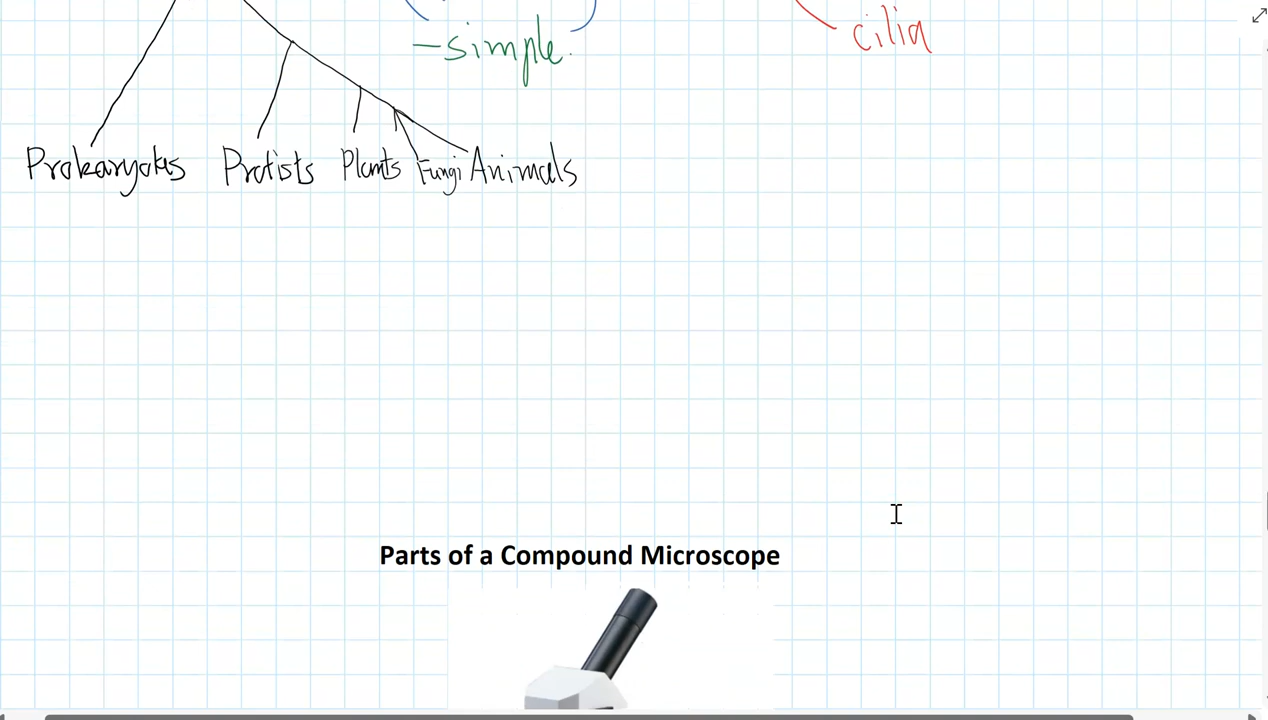 -simple.
cilia
Prokaryotes Protists Plants Fungi Animals
Parts of a Compound Microscope